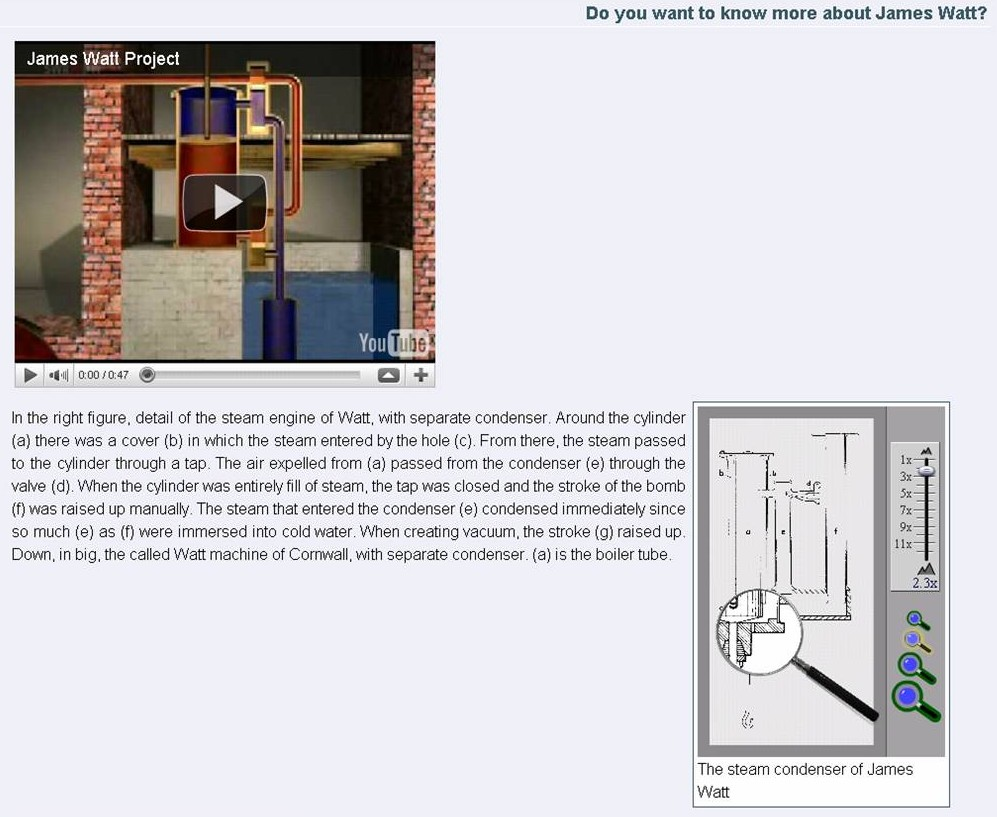 Do you want to know more about James Watt?
James Watt Project
YouTube
0:00 / 0:47
In the right figure, detail of the steam engine of Watt, with separate condenser. Around the cylinder
(a) there was a cover (b) in which the steam entered by the hole (c). From there, the steam passed
to the cylinder through a tap. The air expelled from (a) passed from the condenser (e) through the
valve (d). When the cylinder was entirely fill of steam, the tap was closed and the stroke of the bomb
(f) was raised up manually. The steam that entered the condenser (e) condensed immediately since
so much (e) as (f) were immersed into cold water. When creating vacuum, the stroke (g) raised up.
Down, in big, the called Watt machine of Cornwall, with separate condenser. (a) is the boiler tube.
b
b
d
a
f
g
1x
3x
5x
7x
9x
11x
2.3x
The steam condenser of James
Watt